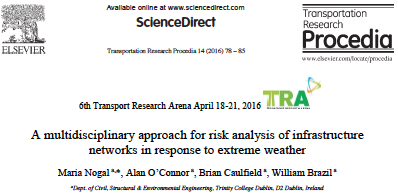 Available online at www.sciencedirect.com
ScienceDirect
ELSEVIER
Transportation Research Procedia 14 (2016) 78 – 85
Transportation
Research
Procedia
www.elsevier.com/locate/procedia
6th Transport Research Arena April 18-21, 2016
TRA
A multidisciplinary approach for risk analysis of infrastructure
networks in response to extreme weather
Maria Nogal ᵃ,*, Alan O’Connor ᵃ, Brian Caulfield ᵃ, William Brazil ᵃ
ᵃDept. of Civil, Structural & Environmental Engineering, Trinity College Dublin, D2 Dublin, Ireland